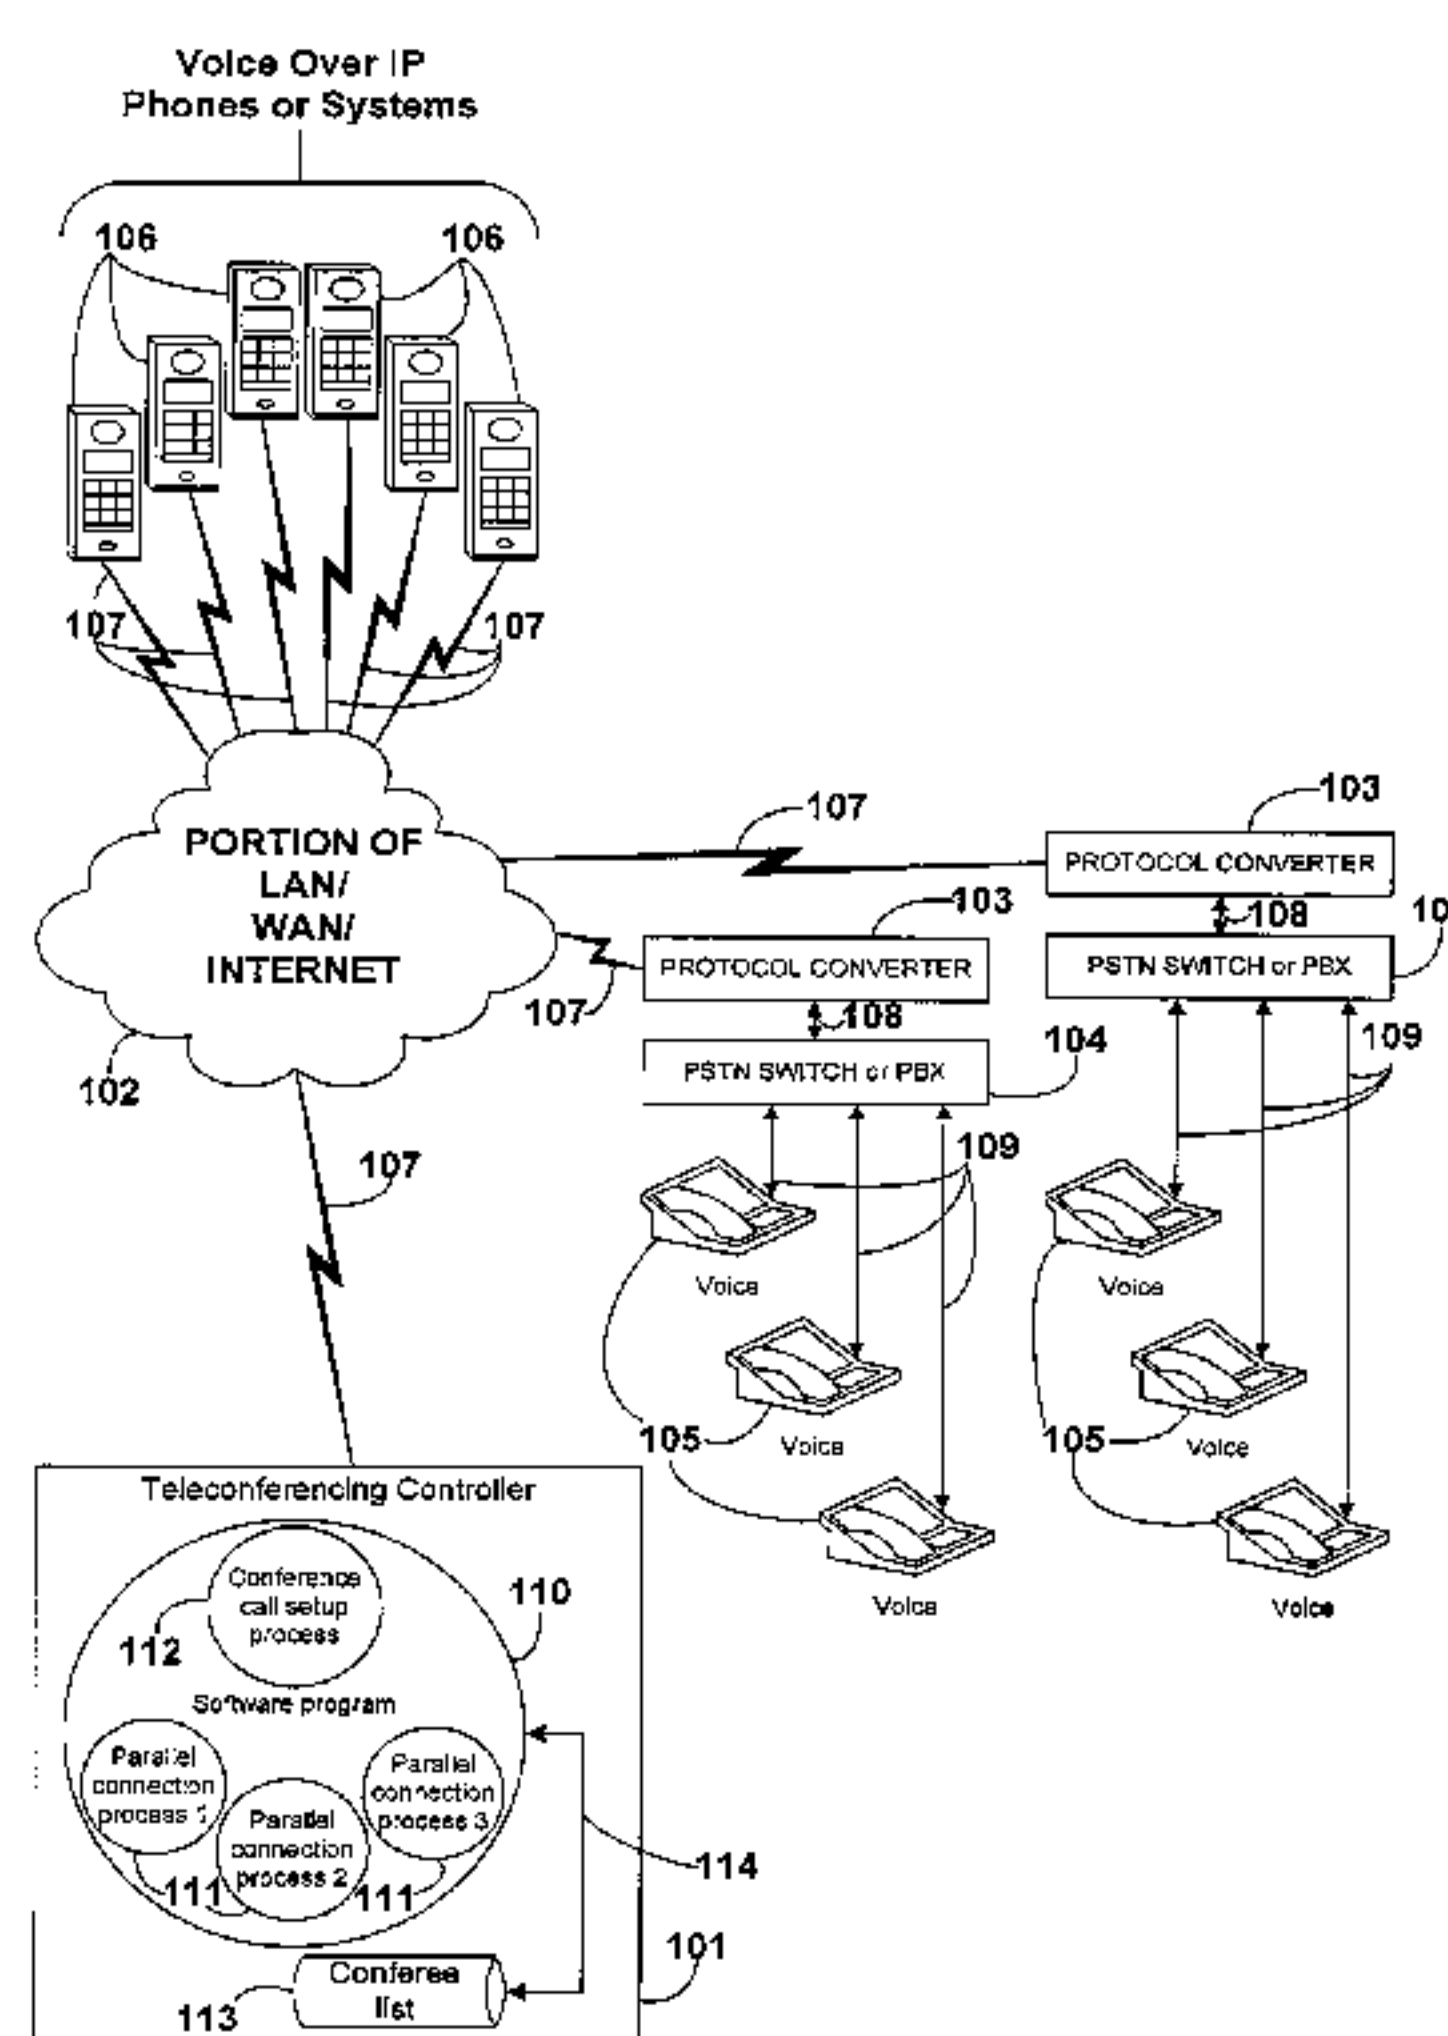 Voice Over IP
Phones or Systems
106
106
107
107
PORTION OF
LAN/
WAN/
INTERNET
102
107
103
PROTOCOL CONVERTER
108
PSTN SWITCH or PBX
10
109
103
PROTOCOL CONVERTER
107
108
PSTN SWITCH or PBX
104
109
107
Voice
Voice
105
Voice
Voice
105
Voice
Voice
Teleconferencing Controller
Conference
call setup
process
110
112
Software program
Parallel
connection
process 1
Parallel
connection
process 2
Parallel
connection
process 3
111
111
114
101
Conferee
list
113